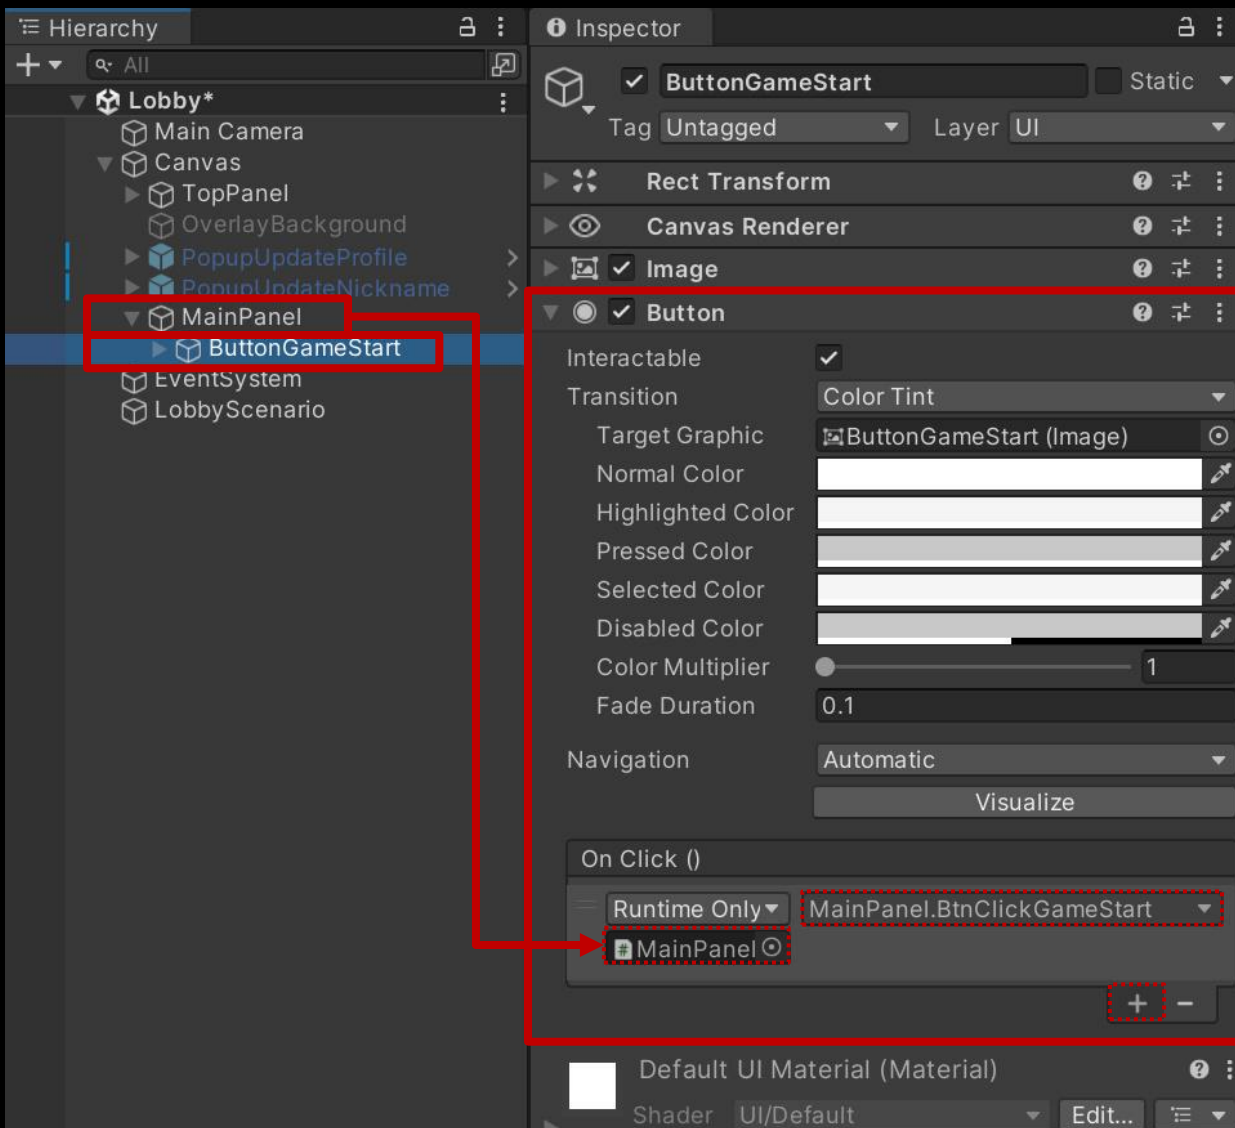 Hierarchy
All
Lobby*
Main Camera
Canvas
TopPanel
OverlayBackground
PopupUpdateProfile
PopupUpdateNickname
MainPanel
ButtonGameStart
EventSystem
LobbyScenario
Inspector
ButtonGameStart Static
Tag Untagged Layer UI
Rect Transform
Canvas Renderer
Image
Button
Interactable
Transition Color Tint
Target Graphic ButtonGameStart (Image)
Normal Color
Highlighted Color
Pressed Color
Selected Color
Disabled Color
Color Multiplier 1
Fade Duration 0.1
Navigation Automatic
Visualize
On Click ()
Runtime Only MainPanel.BtnClickGameStart
MainPanel
Default UI Material (Material)
Shader UI/Default Edit...